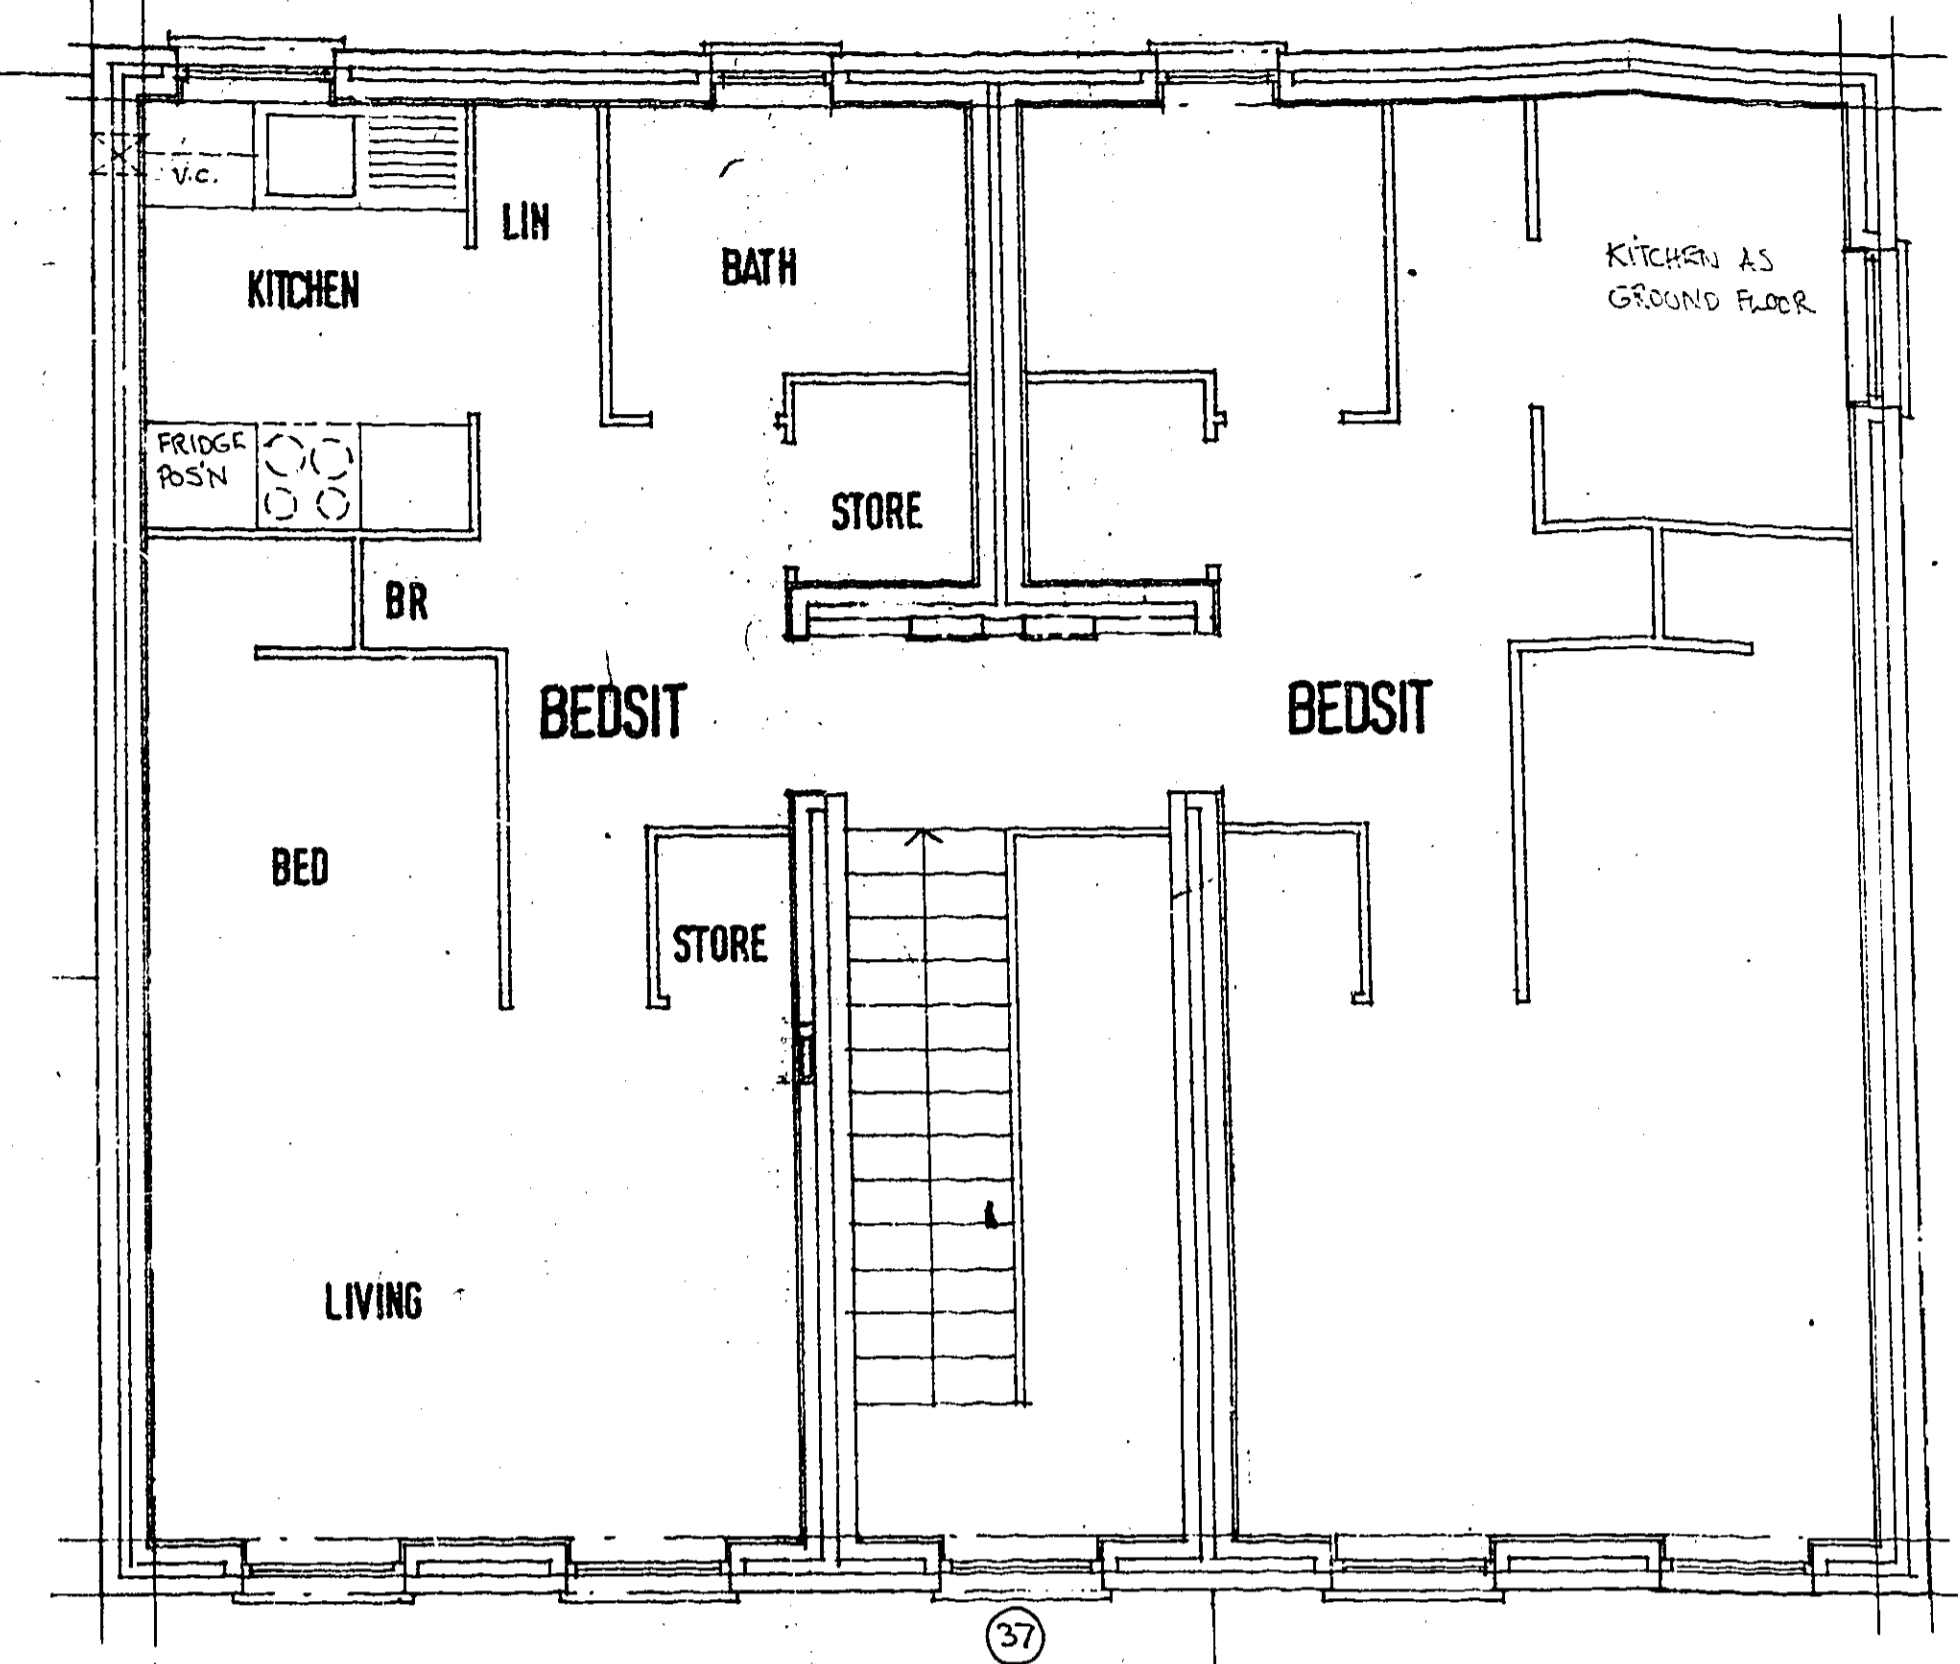 V.C.
LIN
KITCHEN
BATH
KITCHEN AS
GROUND FLOOR
FRIDGE
POS'N
STORE
BR
BEDSIT
BEDSIT
BED
STORE
LIVING
37